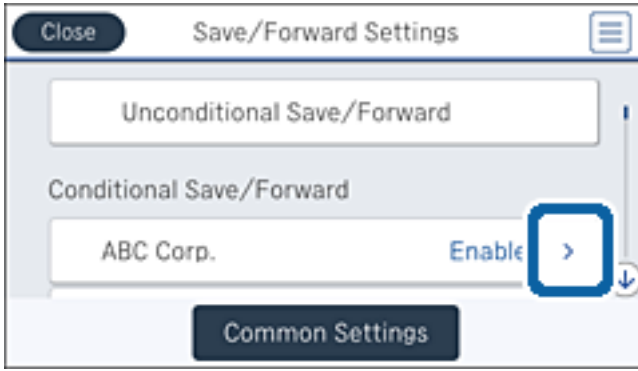 Close Save/Forward Settings
Unconditional Save/Forward
Conditional Save/Forward
ABC Corp. Enable
Common Settings